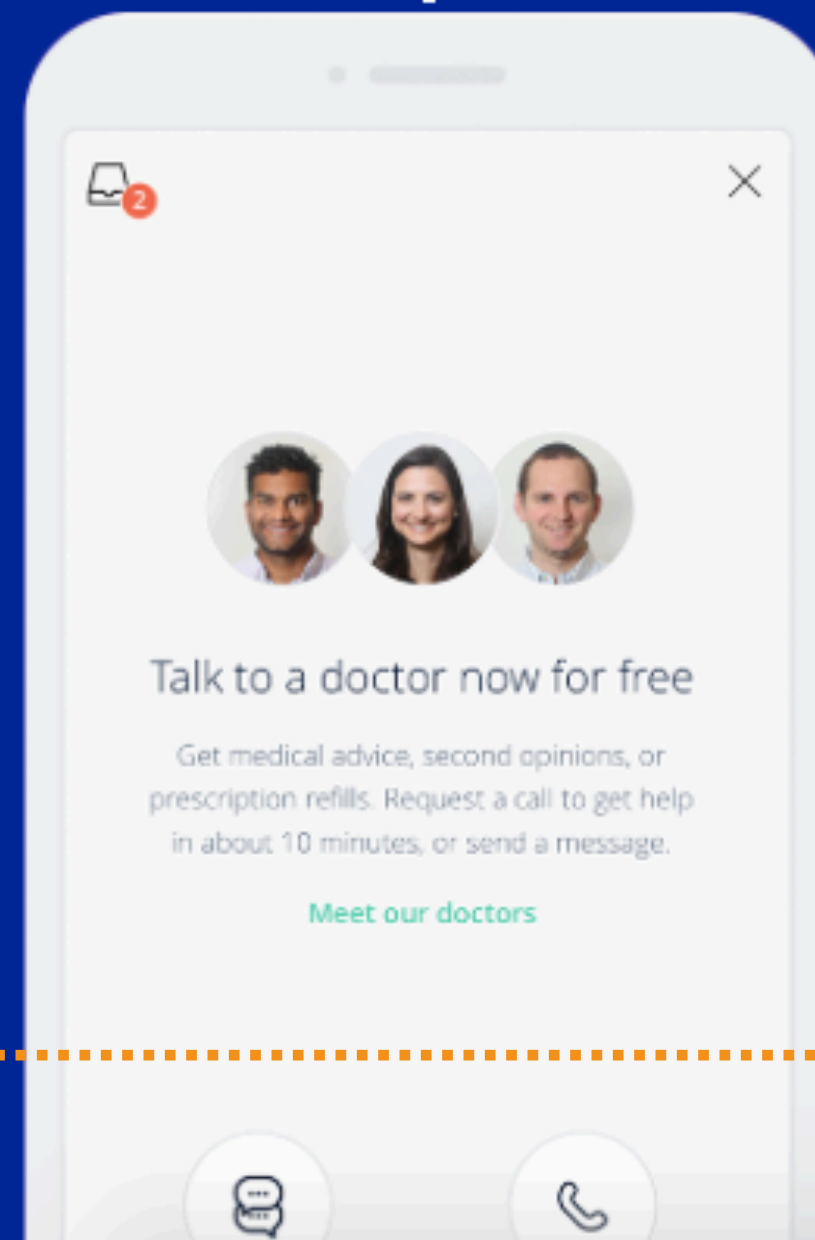 2
Talk to a doctor now for free
Get medical advice, second opinions, or
prescription refills. Request a call to get help
in about 10 minutes, or send a message.
Meet our doctors